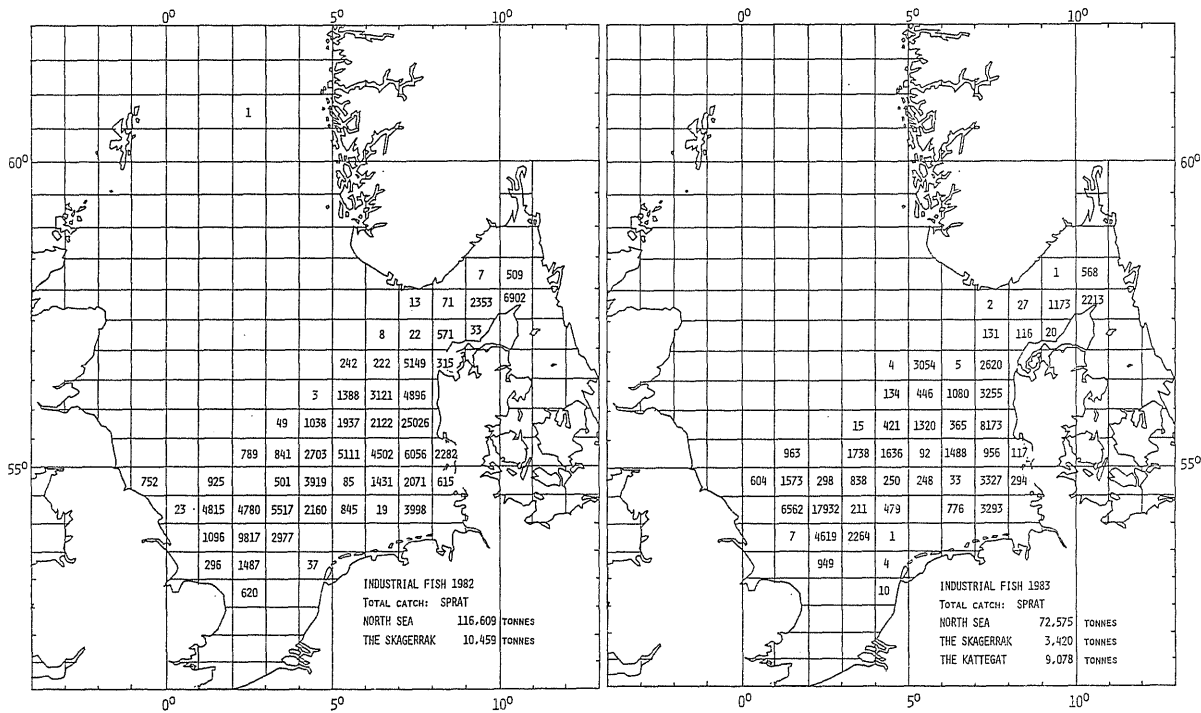 0° 5° 10°
1
60°
7 509
13 71 2353 6902
8 22 571 33
242 222 5149 315
3 1388 3121 4896
49 1038 1937 2122 25026
789 841 2703 5111 4502 6056 2282
55°
752 925 501 3919 85 1431 2071 615
23 4815 4780 5517 2160 845 19 3998
1096 9817 2977
296 1487 37
620
INDUSTRIAL FISH 1982
TOTAL CATCH: SPRAT
NORTH SEA 116,609 TONNES
THE SKAGERRAK 10,459 TONNES
0° 5° 10°
0° 5° 10°
60°
1 568
2 27 1173 2213
131 116 20
4 3054 5 2620
134 446 1080 3255
15 421 1320 365 8173
963 1738 1636 92 1488 956 117
55°
604 1573 298 838 250 248 33 3327 294
6562 17932 211 479 776 3293
7 4619 2264 1
949 4
10
INDUSTRIAL FISH 1983
TOTAL CATCH: SPRAT
NORTH SEA 72,575 TONNES
THE SKAGERRAK 3,420 TONNES
THE KATTEGAT 9,078 TONNES
0° 5° 10°